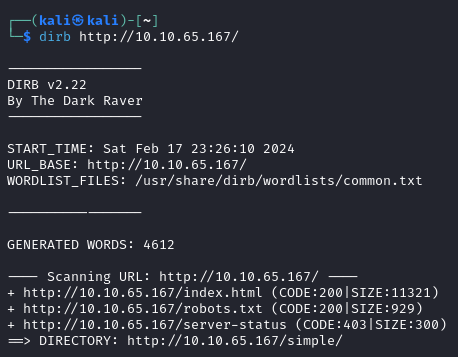 ┌──(kali㉿kali)-[~]
└─$ dirb http://10.10.65.167/
-----------------
DIRB v2.22
By The Dark Raver
-----------------
START_TIME: Sat Feb 17 23:26:10 2024
URL_BASE: http://10.10.65.167/
WORDLIST_FILES: /usr/share/dirb/wordlists/common.txt
-----------------
GENERATED WORDS: 4612
---- Scanning URL: http://10.10.65.167/ ----
+ http://10.10.65.167/index.html (CODE:200|SIZE:11321)
+ http://10.10.65.167/robots.txt (CODE:200|SIZE:929)
+ http://10.10.65.167/server-status (CODE:403|SIZE:300)
==> DIRECTORY: http://10.10.65.167/simple/